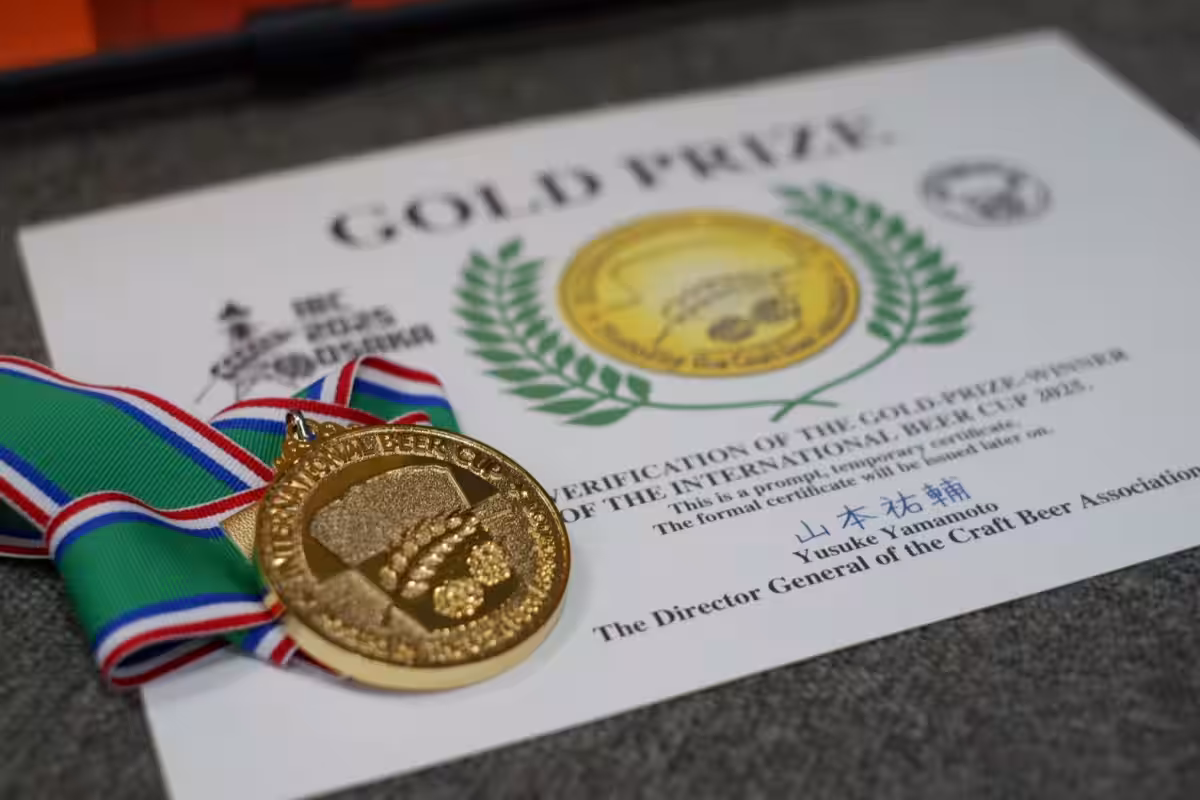 GOLD PRIZE
IBC
2025
OSAKA
VERIFICATION OF THE GOLD-PRIZE-WINNER
OF THE INTERNATIONAL BEER CUP 2025.
This is a prompt, temporary certificate.
The formal certificate will be issued later on.
山本祐輔
Yusuke Yamamoto
The Director General of the Craft Beer Association
INTERNATIONAL BEER CUP